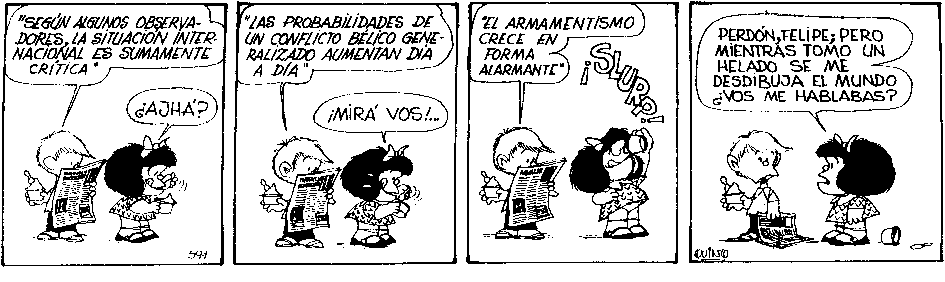 "SEGÚN ALGUNOS OBSERVA-
DORES, LA SITUACIÓN INTER-
NACIONAL ES SUMAMENTE
CRÍTICA"
¿AJHÁ?
541
"LAS PROBABILIDADES DE
UN CONFLICTO BÉLICO GENE-
RALIZADO AUMENTAN DÍA
A DÍA"
¡MIRÁ VOS!...
"EL ARMAMENTISMO
CRECE EN
FORMA
ALARMANTE"
¡SLURP!
PERDÓN, FELIPE; PERO
MIENTRAS TOMO UN
HELADO SE ME
DESDIBUJA EL MUNDO
¿VOS ME HABLABAS?
QUINO